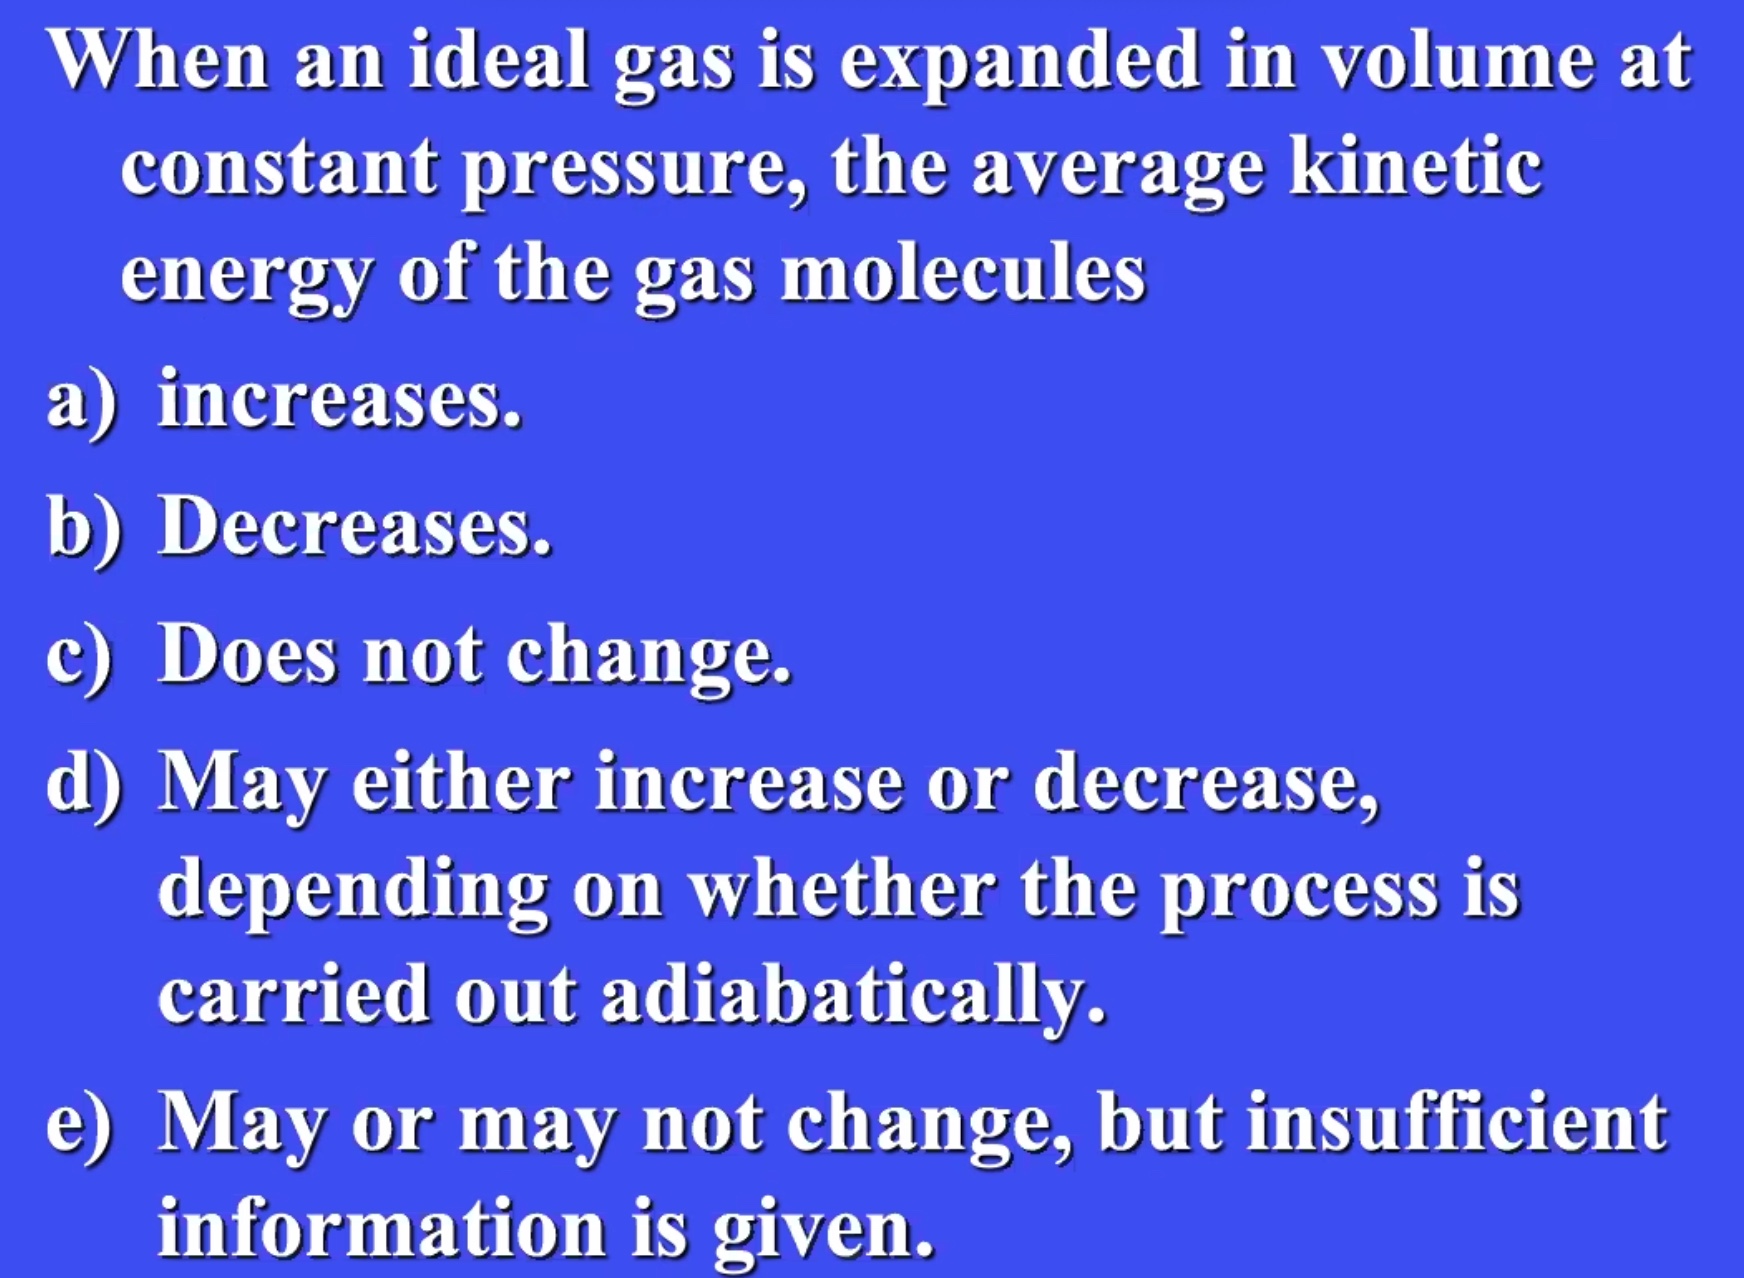 When an ideal gas is expanded in volume at
constant pressure, the average kinetic
energy of the gas molecules
a) increases.
b) Decreases.
c) Does not change.
d) May either increase or decrease,
depending on whether the process is
carried out adiabatically.
e) May or may not change, but insufficient
information is given.